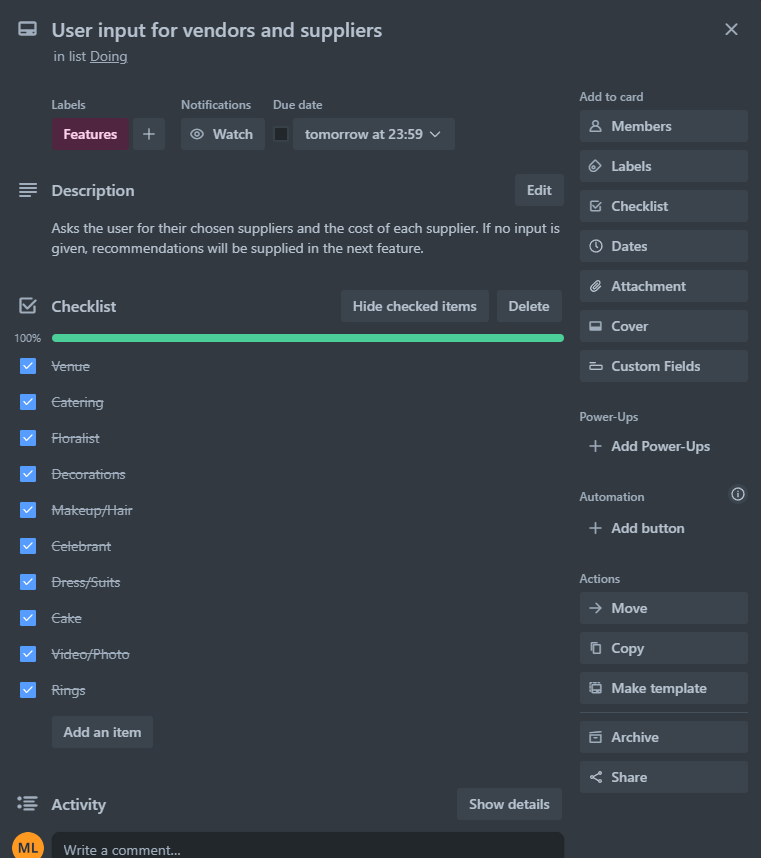 User input for vendors and suppliers
in list Doing
Labels
Features
Notifications
Watch
Due date
tomorrow at 23:59
Description
Edit
Asks the user for their chosen suppliers and the cost of each supplier. If no input is
given, recommendations will be supplied in the next feature.
Checklist
Hide checked items
Delete
100%
Venue
Catering
Floralist
Decorations
Makeup/Hair
Celebrant
Dress/Suits
Cake
Video/Photo
Rings
Add an item
Activity
Show details
ML
Write a comment...
Add to card
Members
Labels
Checklist
Dates
Attachment
Cover
Custom Fields
Power-Ups
Add Power-Ups
Automation
Add button
Actions
Move
Copy
Make template
Archive
Share